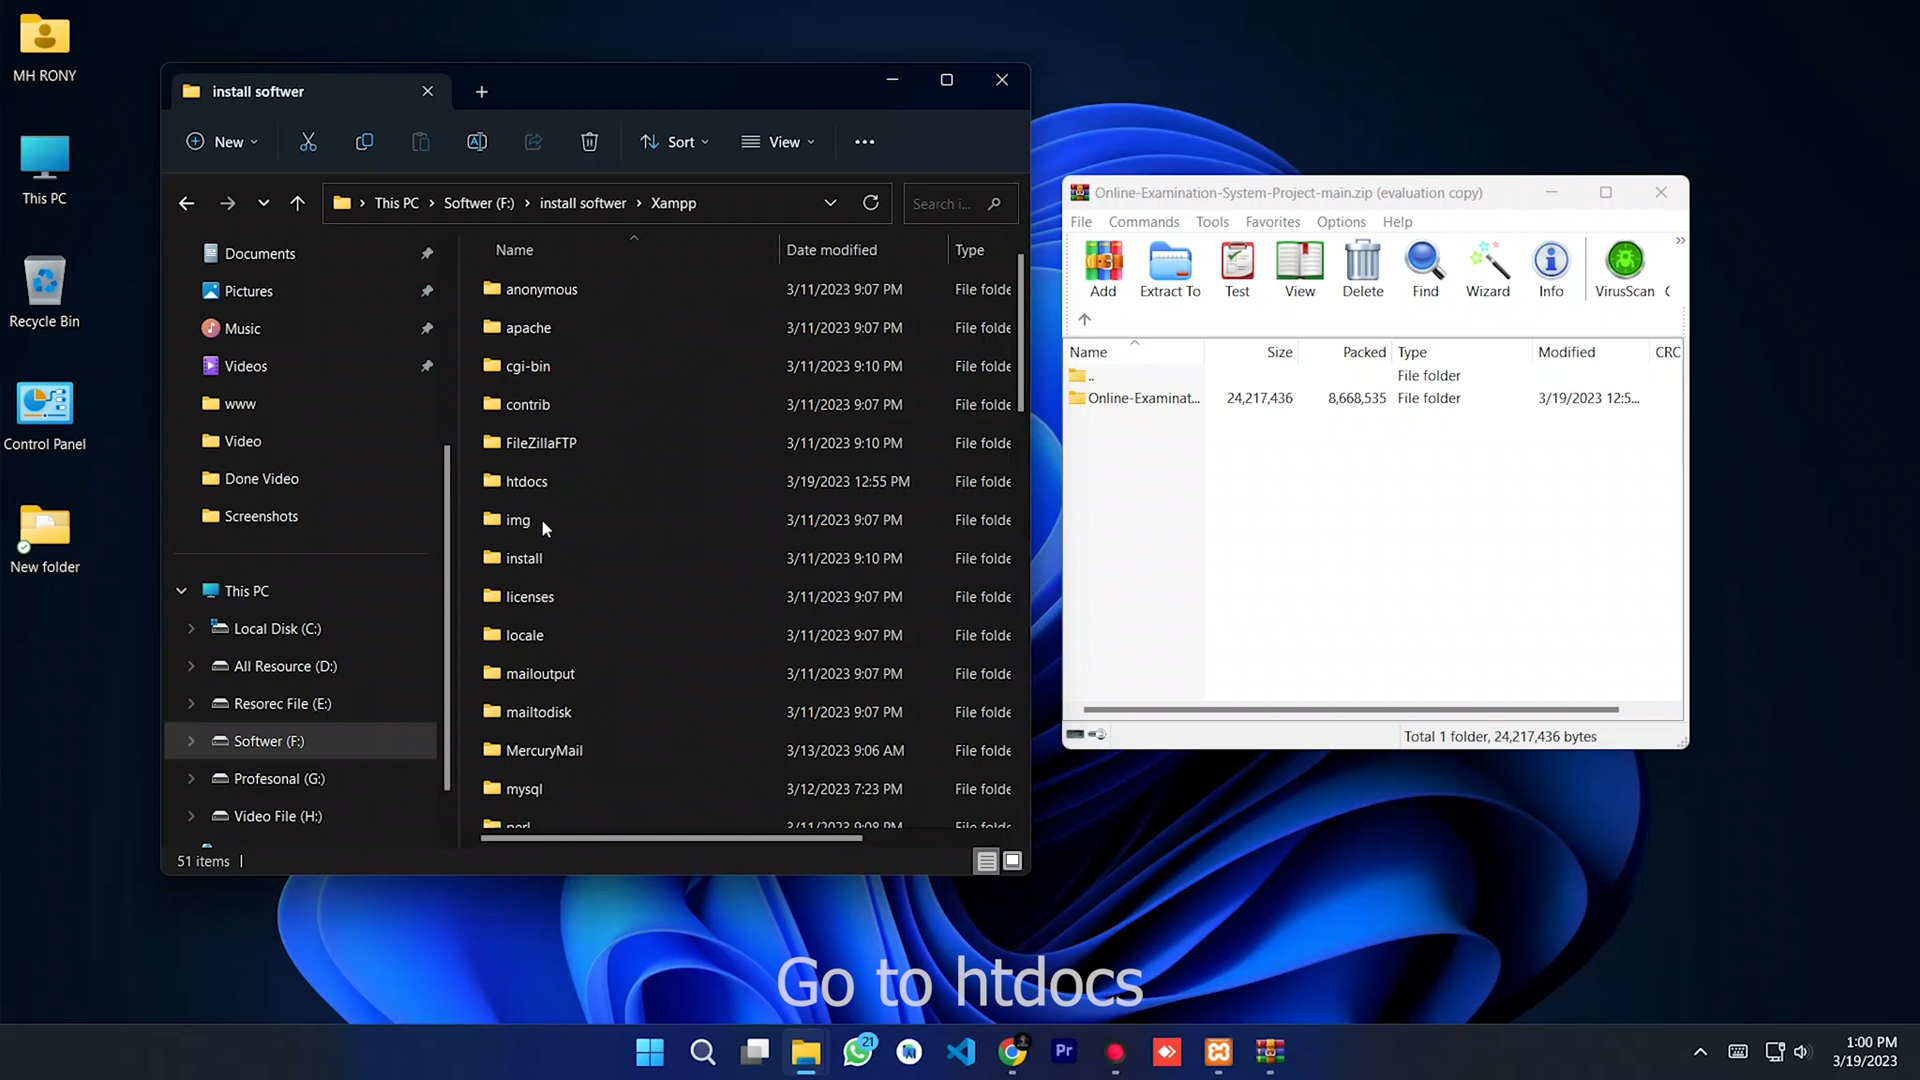 MH RONY
This PC
Recycle Bin
Control Panel
New folder
install softwer
New
Sort
View
This PC
Softwer (F:)
install softwer
Xampp
Search i...
Documents
Pictures
Music
Videos
www
Video
Done Video
Screenshots
This PC
Local Disk (C:)
All Resource (D:)
Resorec File (E:)
Softwer (F:)
Profesonal (G:)
Video File (H:)
Name Date modified Type
anonymous 3/11/2023 9:07 PM File folde
apache 3/11/2023 9:07 PM File folde
cgi-bin 3/11/2023 9:10 PM File folde
contrib 3/11/2023 9:07 PM File folde
FileZillaFTP 3/11/2023 9:10 PM File folde
htdocs 3/19/2023 12:55 PM File folde
img 3/11/2023 9:07 PM File folde
install 3/11/2023 9:10 PM File folde
licenses 3/11/2023 9:07 PM File folde
locale 3/11/2023 9:07 PM File folde
mailoutput 3/11/2023 9:07 PM File folde
mailtodisk 3/11/2023 9:07 PM File folde
MercuryMail 3/13/2023 9:06 AM File folde
mysql 3/12/2023 7:23 PM File folde
perl 3/11/2023 9:08 PM File folde
51 items
Online-Examination-System-Project-main.zip (evaluation copy)
File Commands Tools Favorites Options Help
Add Extract To Test View Delete Find Wizard Info VirusScan
Name Size Packed Type Modified CRC
.. File folder
Online-Examinat... 24,217,436 8,668,535 File folder 3/19/2023 12:5...
Total 1 folder, 24,217,436 bytes
Go to htdocs
21
Pr
1:00 PM
3/19/2023